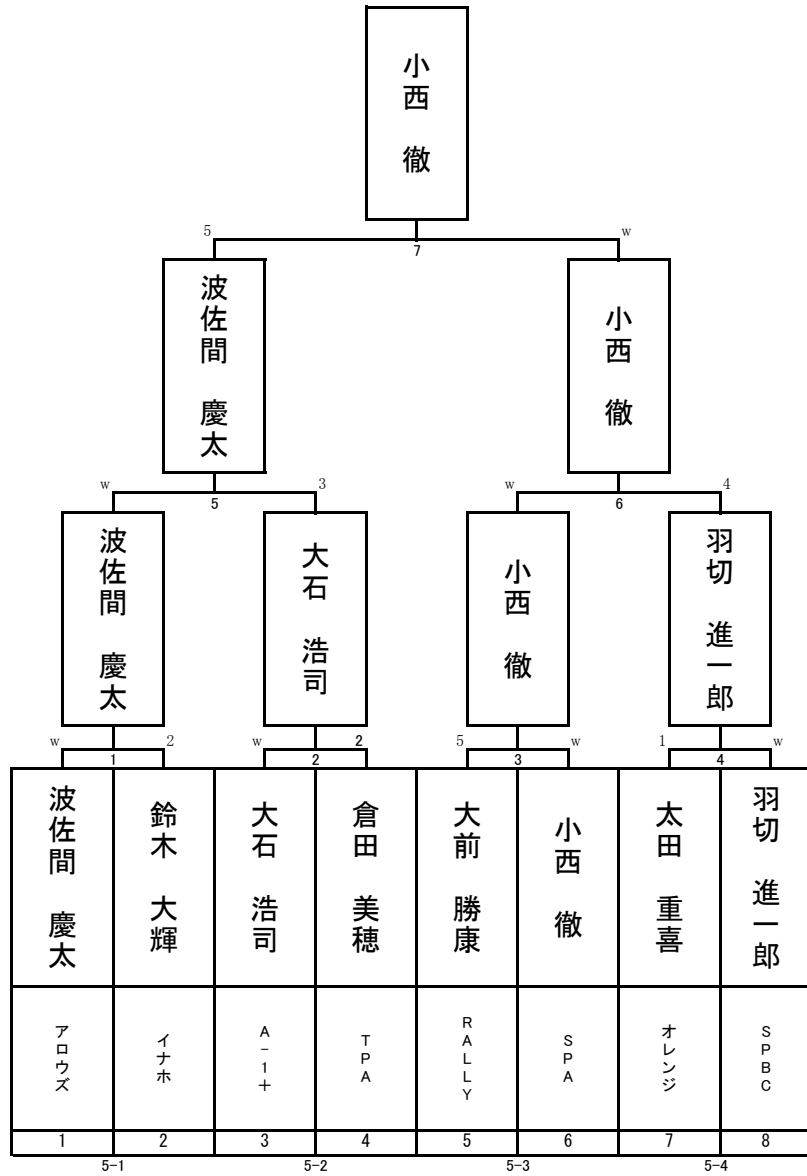 小西 徹
5 w
7
波佐間 慶太 小西 徹
w 3 w 4
5 6
波佐間 慶太 大石 浩司 小西 徹 羽切 進一郎
w 2 w 2 5 w 1 w
1 2 3 4
波佐間 慶太 鈴木 大輝 大石 浩司 倉田 美穂 大前 勝康 小西 徹 太田 重喜 羽切 進一郎
アロウズ イナホ A-1+ TPA RALLY SPA オレンジ SPBC
1 2 3 4 5 6 7 8
5-1 5-2 5-3 5-4